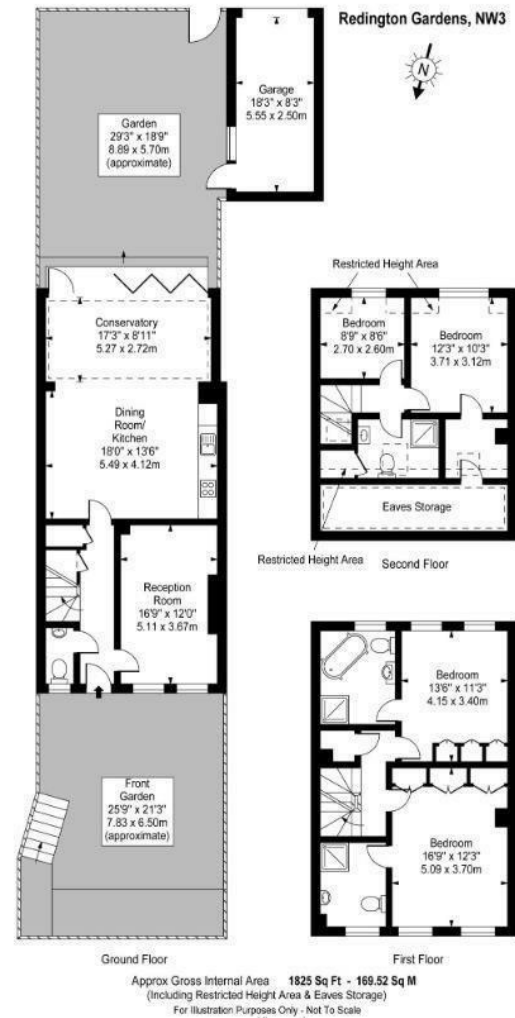 Redington Gardens, NW3
N
Garage
18'3" x 8'3"
5.55 x 2.50m
Garden
29'3" x 18'9"
8.89 x 5.70m
(approximate)
Conservatory
17'3" x 8'11"
5.27 x 2.72m
Dining
Room/
Kitchen
18'0" x 13'6"
5.49 x 4.12m
Reception
Room
16'9" x 12'0"
5.11 x 3.67m
Front
Garden
25'9" x 21'3"
7.83 x 6.50m
(approximate)
Ground Floor
Restricted Height Area
Bedroom
8'9" x 8'6"
2.70 x 2.60m
Bedroom
12'3" x 10'3"
3.71 x 3.12m
Eaves Storage
Restricted Height Area
Second Floor
Bedroom
13'6" x 11'3"
4.15 x 3.40m
Bedroom
16'9" x 12'3"
5.09 x 3.70m
First Floor
Approx Gross Internal Area 1825 Sq Ft - 169.52 Sq M
(Including Restricted Height Area & Eaves Storage)
For Illustration Purposes Only - Not To Scale